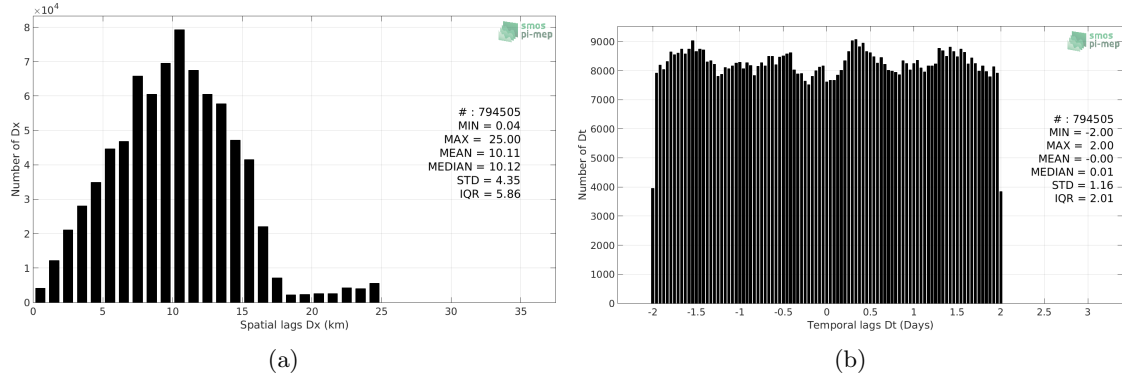 ×10⁴
8
7
6
5
4
3
2
1
0
Number of Dx
0 5 10 15 20 25 30 35
Spatial lags Dx (km)
smos
pi-mep
# : 794505
MIN = 0.04
MAX = 25.00
MEAN = 10.11
MEDIAN = 10.12
STD = 4.35
IQR = 5.86
(a)
9000
8000
7000
6000
5000
4000
3000
2000
1000
0
Number of Dt
-2 -1.5 -1 -0.5 0 0.5 1 1.5 2 2.5 3
Temporal lags Dt (Days)
smos
pi-mep
# : 794505
MIN = -2.00
MAX = 2.00
MEAN = -0.00
MEDIAN = 0.01
STD = 1.16
IQR = 2.01
(b)